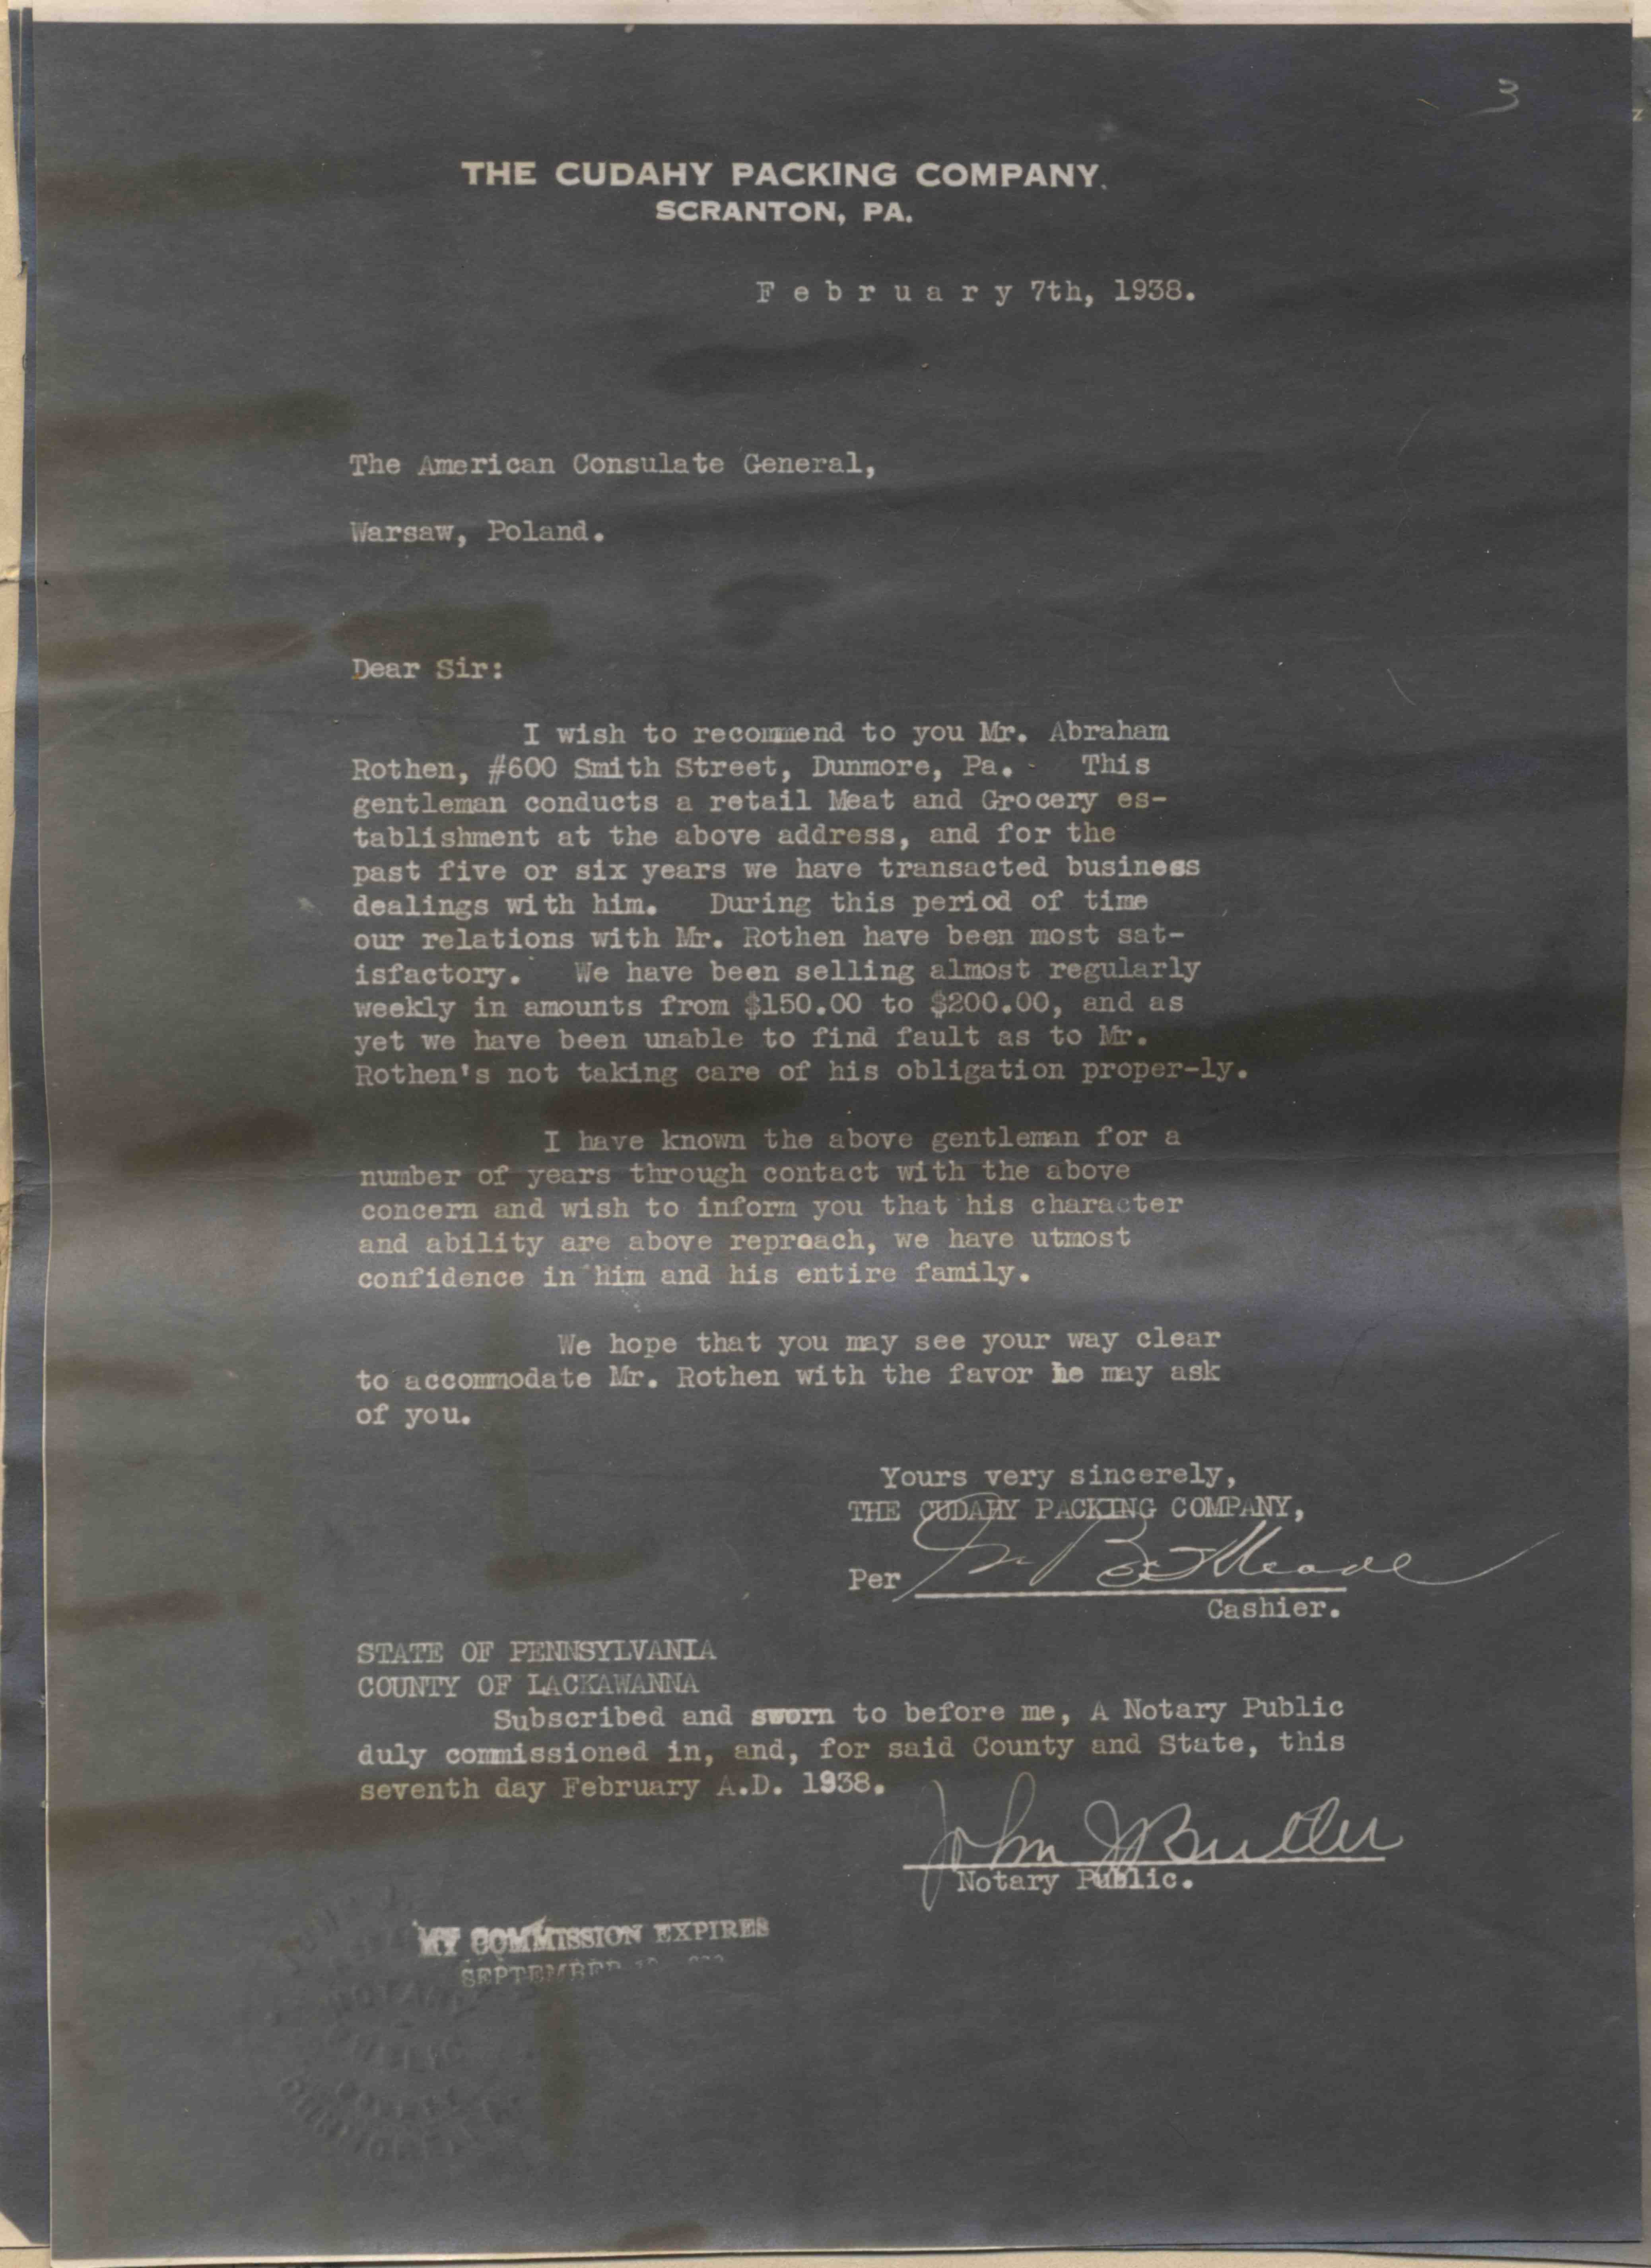 3
THE CUDAHY PACKING COMPANY.
SCRANTON, PA.
F e b r u a r y 7th, 1938.
The American Consulate General,
Warsaw, Poland.
Dear Sir:
I wish to recommend to you Mr. Abraham
Rothen, #600 Smith Street, Dunmore, Pa. This
gentleman conducts a retail Meat and Grocery es-
tablishment at the above address, and for the
past five or six years we have transacted business
dealings with him. During this period of time
our relations with Mr. Rothen have been most sat-
isfactory. We have been selling almost regularly
weekly in amounts from $150.00 to $200.00, and as
yet we have been unable to find fault as to Mr.
Rothen's not taking care of his obligation proper-ly.
I have known the above gentleman for a
number of years through contact with the above
concern and wish to inform you that his character
and ability are above reproach, we have utmost
confidence in him and his entire family.
We hope that you may see your way clear
to accommodate Mr. Rothen with the favor he may ask
of you.
Yours very sincerely,
THE CUDAHY PACKING COMPANY,
Per
Cashier.
STATE OF PENNSYLVANIA
COUNTY OF LACKAWANNA
Subscribed and sworn to before me, A Notary Public
duly commissioned in, and, for said County and State, this
seventh day February A.D. 1938.
John J Butler
Notary Public.
MY COMMISSION EXPIRES
SEPTEMBER
NOTARY
PUBLIC